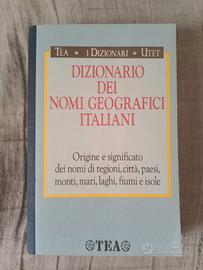 TEA * I DIZIONARI * UTET
DIZIONARIO
DEI
NOMI GEOGRAFICI
ITALIANI
Origine e significato
dei nomi di regioni, città, paesi,
monti, mari, laghi, fiumi e isole
TEA
subito